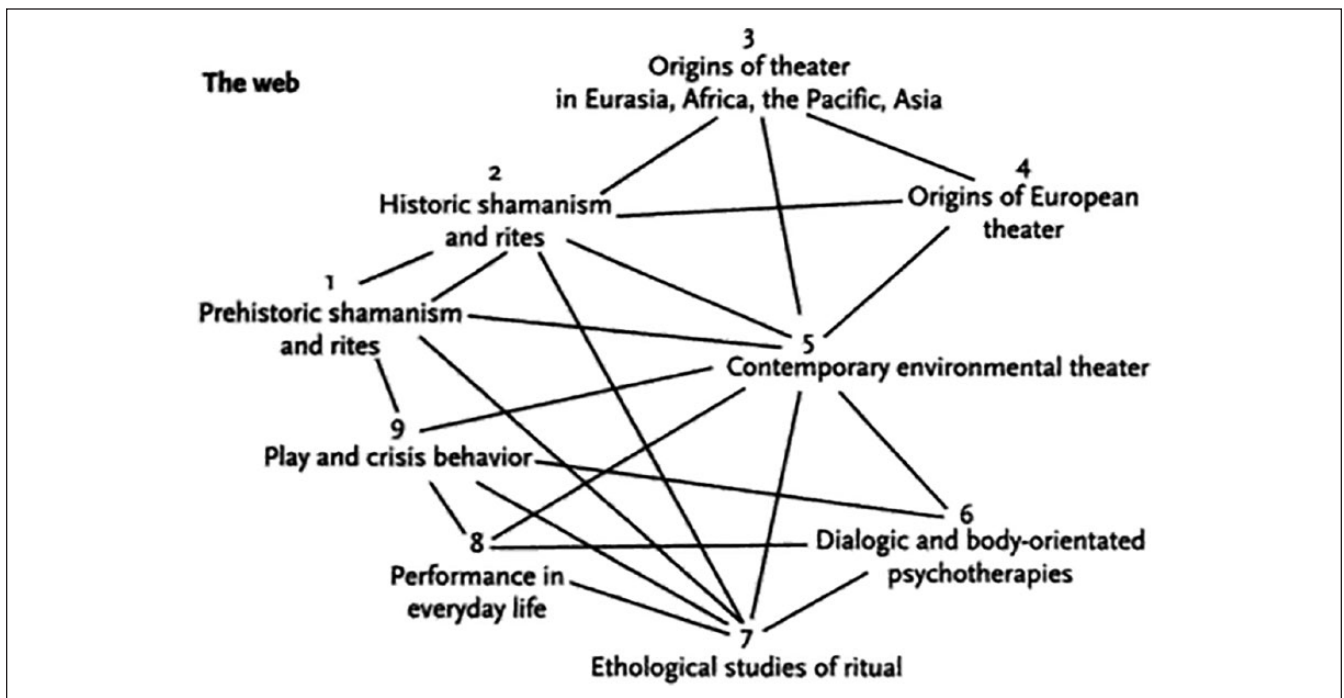 The web
3
Origins of theater
in Eurasia, Africa, the Pacific, Asia
2
Historic shamanism
and rites
4
Origins of European
theater
1
Prehistoric shamanism
and rites
5
Contemporary environmental theater
9
Play and crisis behavior
6
Dialogic and body-orientated
psychotherapies
8
Performance in
everyday life
7
Ethological studies of ritual